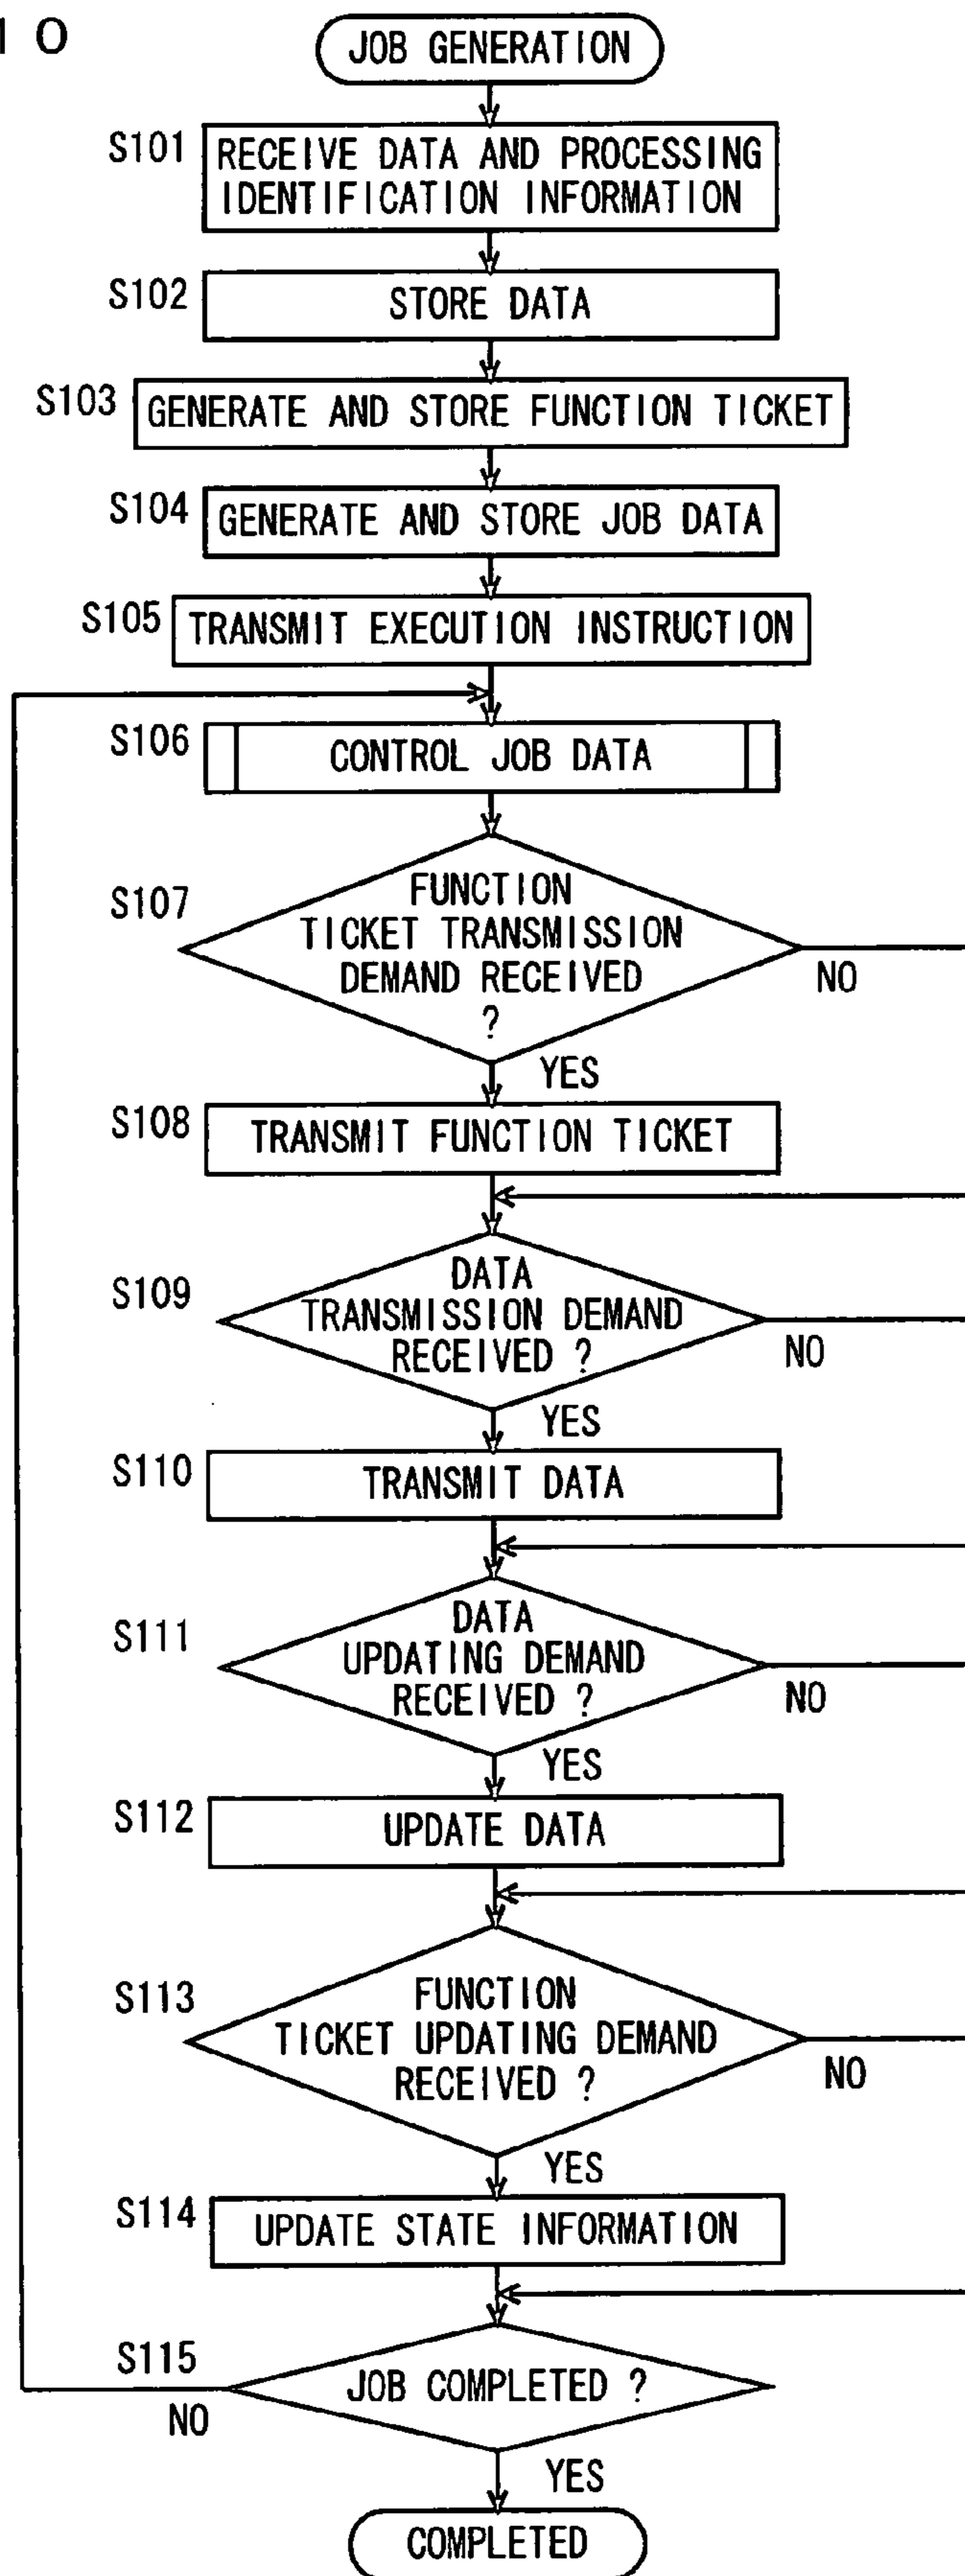 10
JOB GENERATION
S101
RECEIVE DATA AND PROCESSING
IDENTIFICATION INFORMATION
S102
STORE DATA
S103
GENERATE AND STORE FUNCTION TICKET
S104
GENERATE AND STORE JOB DATA
S105
TRANSMIT EXECUTION INSTRUCTION
S106
CONTROL JOB DATA
S107
FUNCTION
TICKET TRANSMISSION
DEMAND RECEIVED
?
NO
YES
S108
TRANSMIT FUNCTION TICKET
S109
DATA
TRANSMISSION DEMAND
RECEIVED ?
NO
YES
S110
TRANSMIT DATA
S111
DATA
UPDATING DEMAND
RECEIVED ?
NO
YES
S112
UPDATE DATA
S113
FUNCTION
TICKET UPDATING DEMAND
RECEIVED ?
NO
YES
S114
UPDATE STATE INFORMATION
S115
JOB COMPLETED ?
NO
YES
COMPLETED